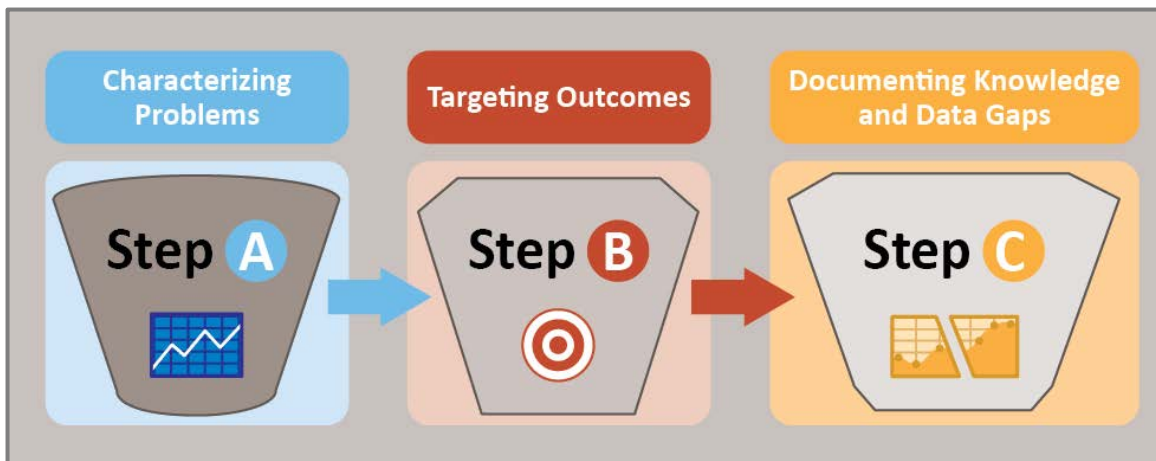 Characterizing
Problems
Targeting Outcomes
Documenting Knowledge
and Data Gaps
Step A
Step B
Step C